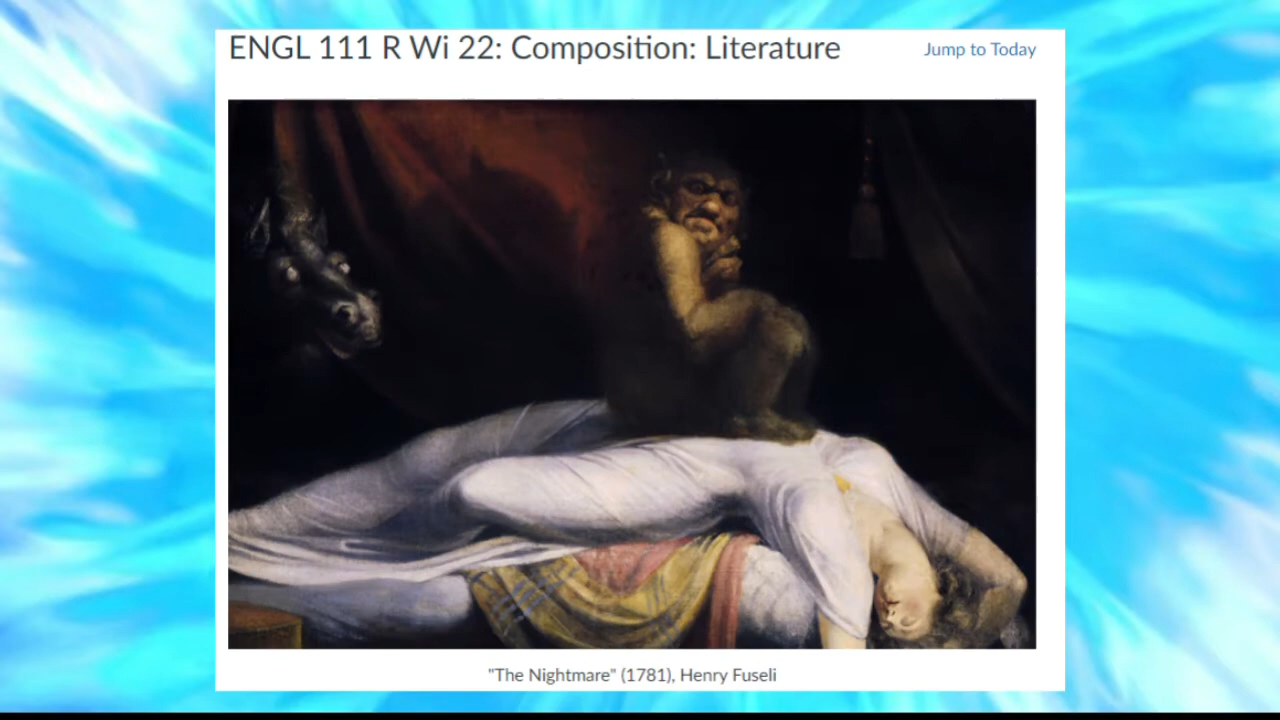 ENGL 111 R Wi 22: Composition: Literature
Jump to Today
"The Nightmare" (1781), Henry Fuseli